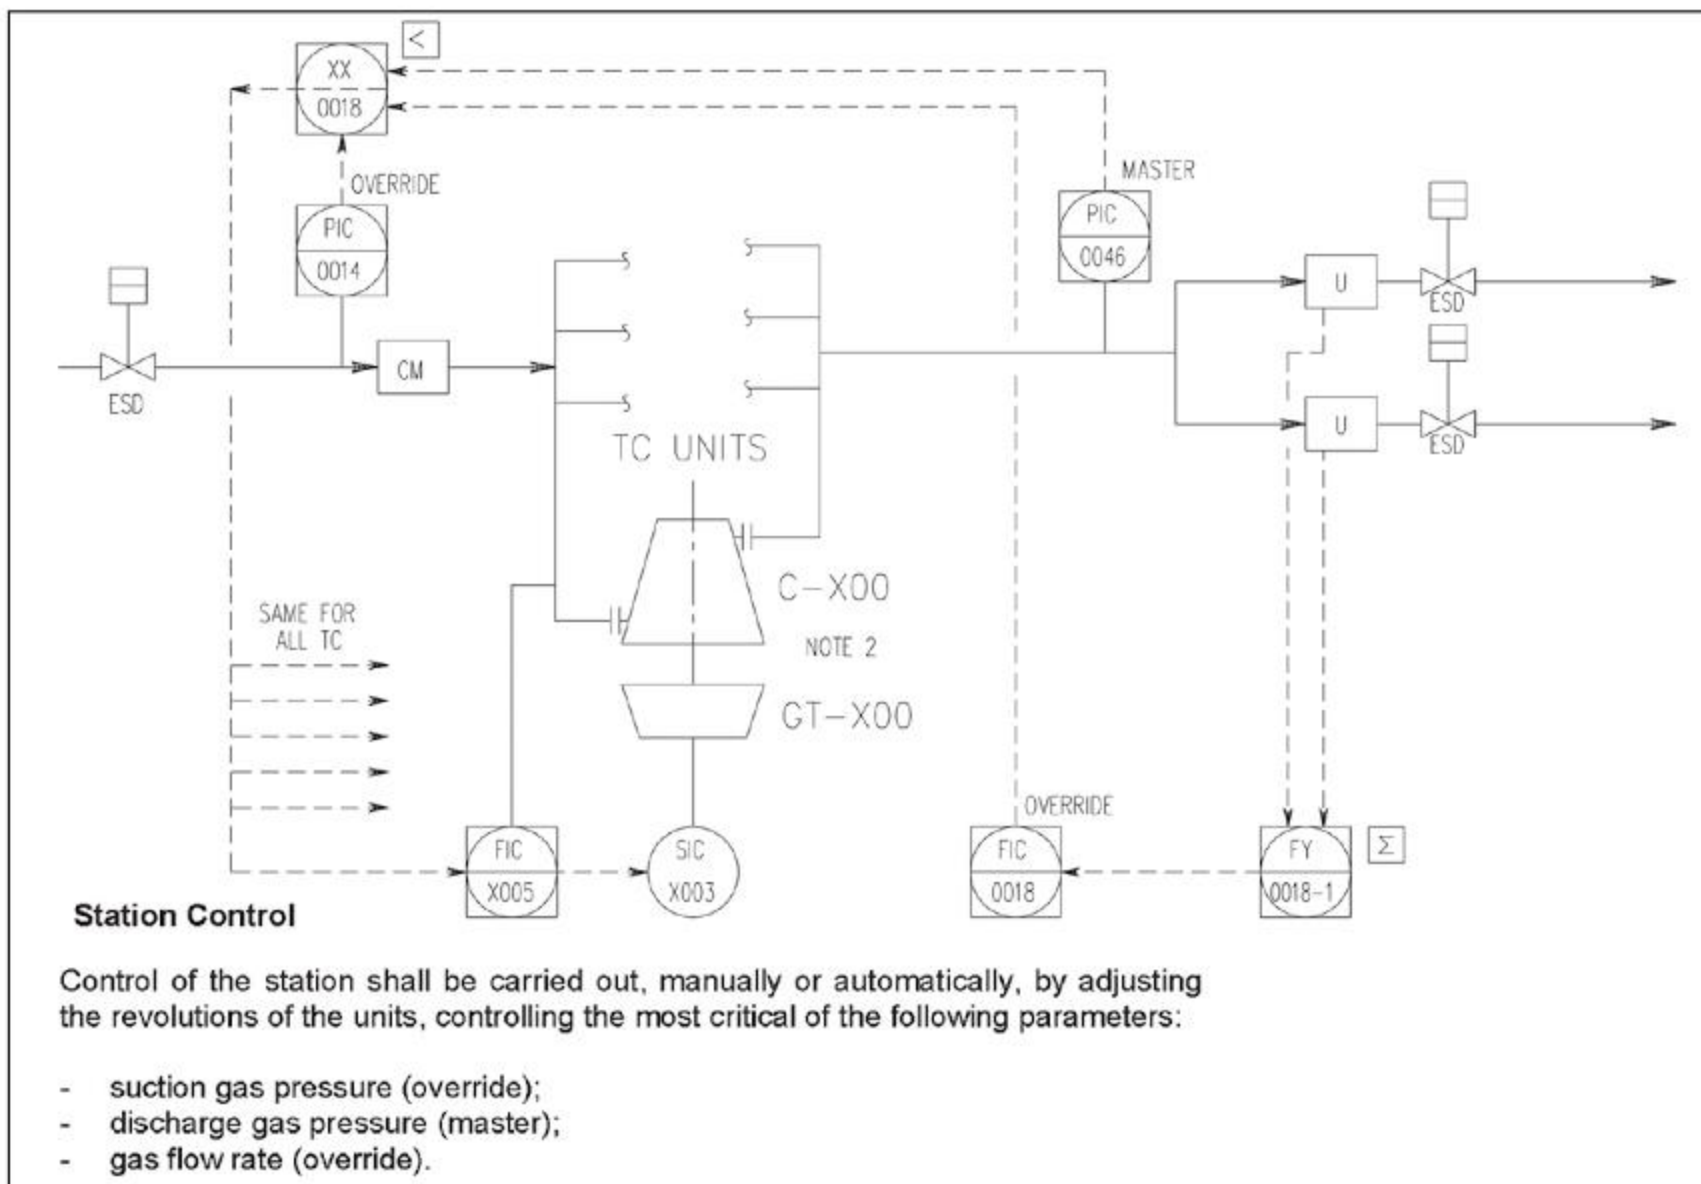 <
XX
0018
OVERRIDE
MASTER
PIC
0014
PIC
0046
U
ESD
CM
ESD
U
ESD
TC UNITS
C-X00
NOTE 2
SAME FOR
ALL TC
GT-X00
OVERRIDE
FIC
X005
SIC
X003
FIC
0018
FY
0018-1
Σ
Station Control
Control of the station shall be carried out, manually or automatically, by adjusting
the revolutions of the units, controlling the most critical of the following parameters:
- suction gas pressure (override);
- discharge gas pressure (master);
- gas flow rate (override).